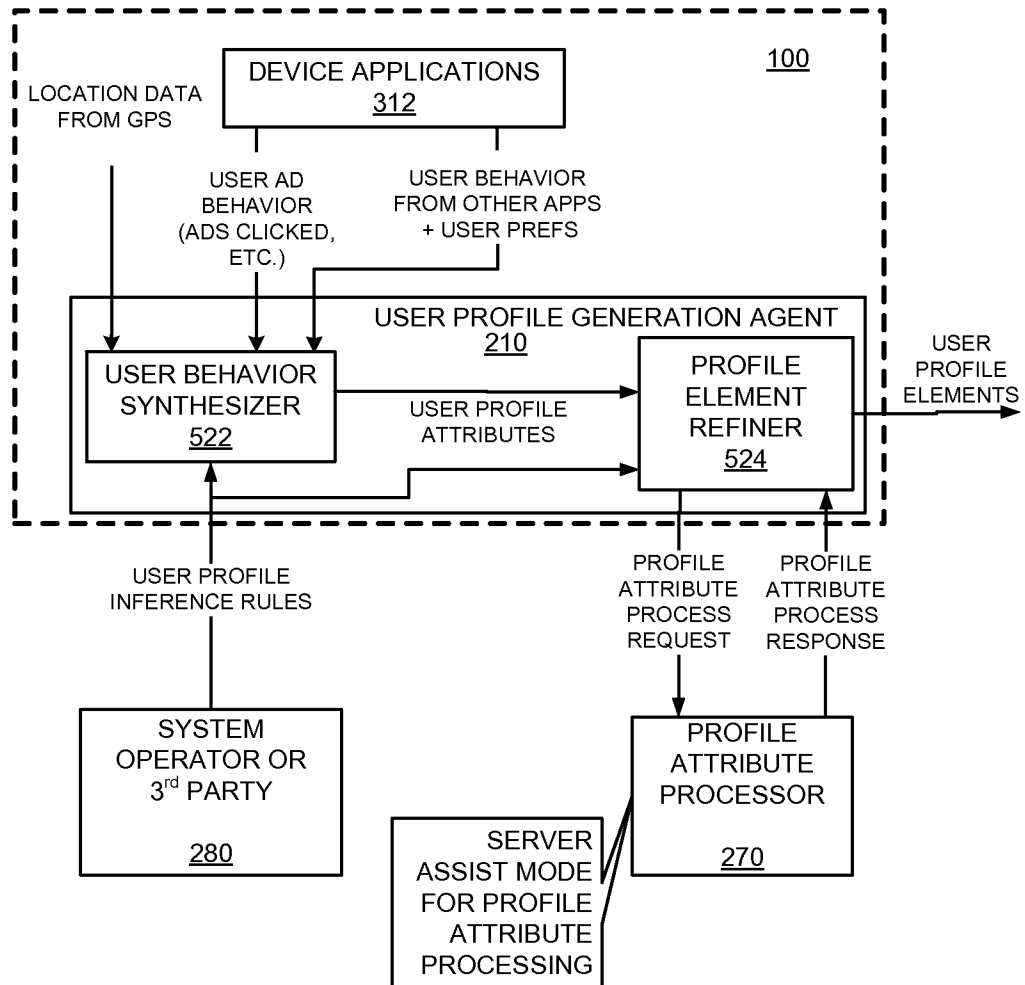 100
DEVICE APPLICATIONS
312
LOCATION DATA
FROM GPS
USER AD
BEHAVIOR
(ADS CLICKED,
ETC.)
USER BEHAVIOR
FROM OTHER APPS
+ USER PREFS
USER PROFILE GENERATION AGENT
210
USER BEHAVIOR
SYNTHESIZER
522
USER PROFILE
ATTRIBUTES
PROFILE
ELEMENT
REFINER
524
USER
PROFILE
ELEMENTS
USER PROFILE
INFERENCE RULES
PROFILE
ATTRIBUTE
PROCESS
REQUEST
PROFILE
ATTRIBUTE
PROCESS
RESPONSE
SYSTEM
OPERATOR OR
3rd PARTY
280
PROFILE
ATTRIBUTE
PROCESSOR
270
SERVER
ASSIST MODE
FOR PROFILE
ATTRIBUTE
PROCESSING